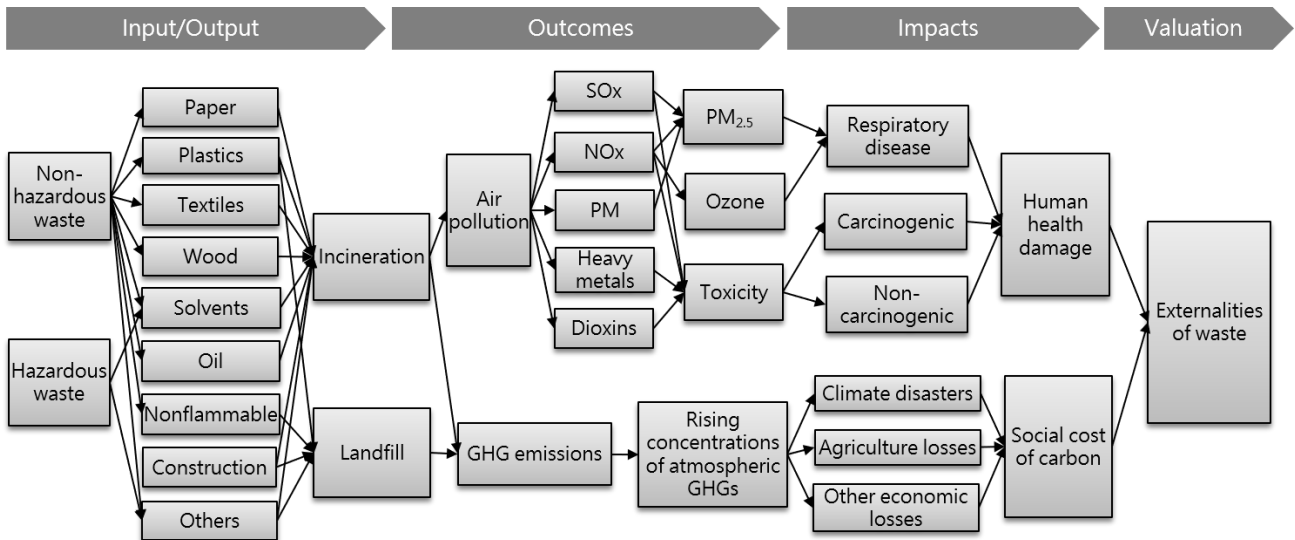 Input/Output
Outcomes
Impacts
Valuation
Non-
hazardous
waste
Hazardous
waste
Paper
Plastics
Textiles
Wood
Solvents
Oil
Nonflammable
Construction
Others
Incineration
Landfill
Air
pollution
GHG emissions
SOx
NOx
PM
Heavy
metals
Dioxins
PM2.5
Ozone
Toxicity
Rising
concentrations
of atmospheric
GHGs
Respiratory
disease
Carcinogenic
Non-
carcinogenic
Climate disasters
Agriculture losses
Other economic
losses
Human
health
damage
Social cost
of carbon
Externalities
of waste